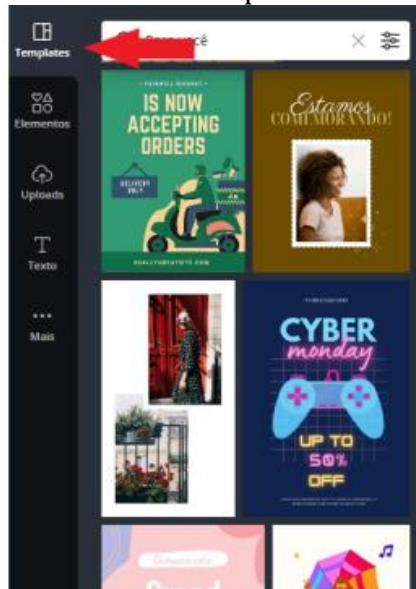 Templates
você
Elementos
Uploads
Texto
Mais
IS NOW
ACCEPTING
ORDERS
DELIVERY
ONLY
Estamos
COMEMORANDO!
CYBER
monday
UP TO
50%
OFF